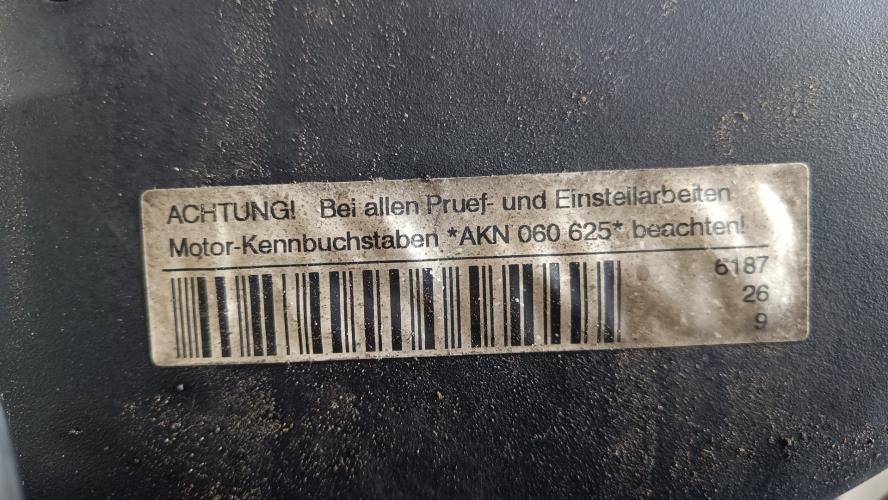 ACHTUNG! Bei allen Pruef- und Einstellarbeiten
Motor-Kennbuchstaben *AKN 060 625* beachten!
6187
26
9